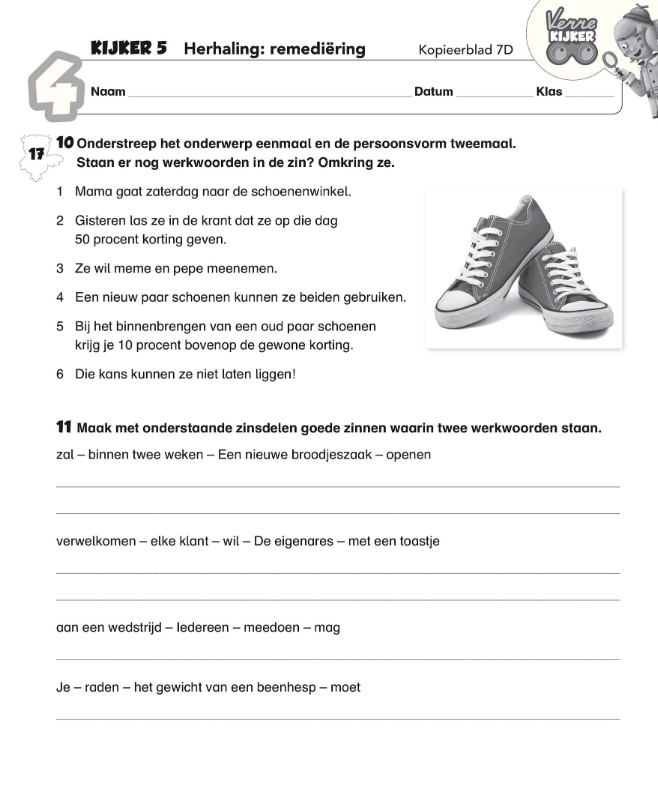 Verre
KIJKER
KIJKER 5 Herhaling: remediëring Kopieerblad 7D
4
Naam Datum Klas
17
10 Onderstreep het onderwerp eenmaal en de persoonsvorm tweemaal.
Staan er nog werkwoorden in de zin? Omkring ze.
1 Mama gaat zaterdag naar de schoenenwinkel.
2 Gisteren las ze in de krant dat ze op die dag
50 procent korting geven.
3 Ze wil meme en pepe meenemen.
4 Een nieuw paar schoenen kunnen ze beiden gebruiken.
5 Bij het binnenbrengen van een oud paar schoenen
krijg je 10 procent bovenop de gewone korting.
6 Die kans kunnen ze niet laten liggen!
11 Maak met onderstaande zinsdelen goede zinnen waarin twee werkwoorden staan.
zal – binnen twee weken – Een nieuwe broodjeszaak – openen
verwelkomen – elke klant – wil – De eigenares – met een toastje
aan een wedstrijd – Iedereen – meedoen – mag
Je – raden – het gewicht van een beenhesp – moet